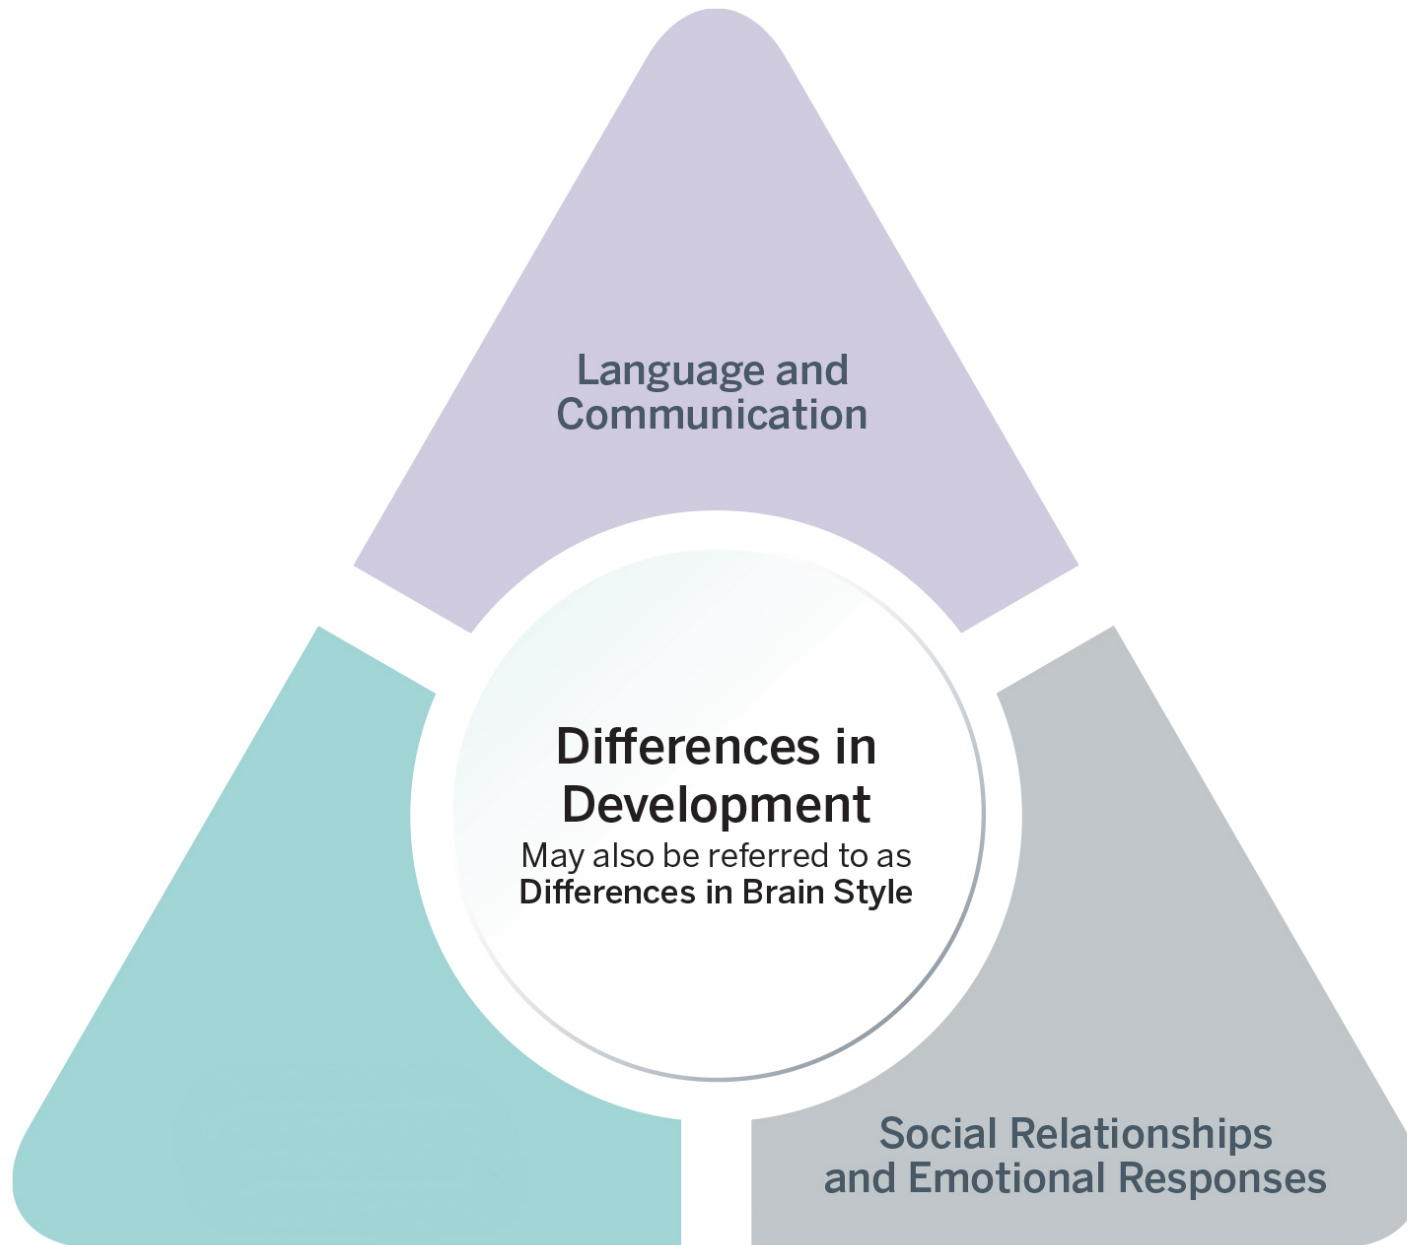 Language and
Communication
Differences in
Development
May also be referred to as
Differences in Brain Style
Social Relationships
and Emotional Responses